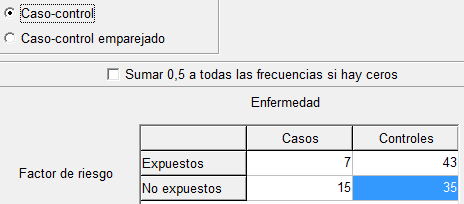 Caso-control
Caso-control emparejado
Sumar 0,5 a todas las frecuencias si hay ceros
Enfermedad
Casos Controles
Factor de riesgo
Expuestos 7 43
No expuestos 15 35